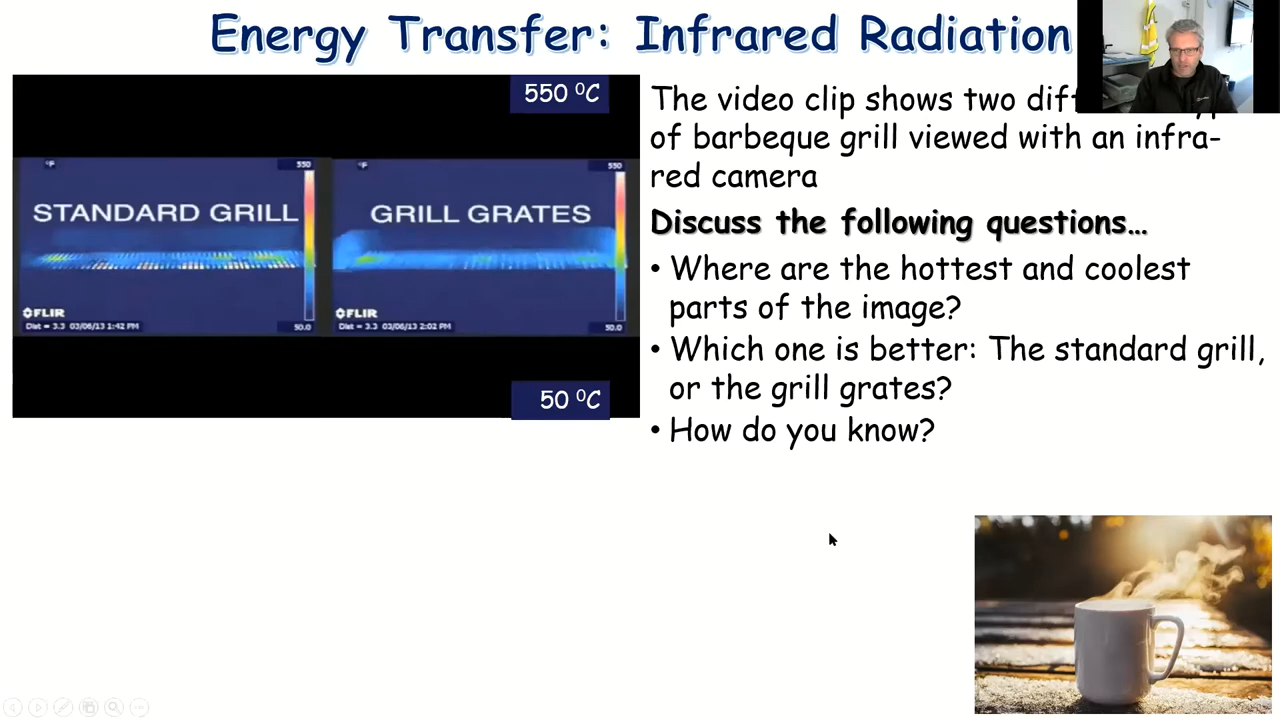 Energy Transfer: Infrared Radiation
550 ⁰C
°F
550
°F
550
STANDARD GRILL
GRILL GRATES
FLIR
Dist = 3.3 03/06/13 1:42 PM
50.0
FLIR
Dist = 3.3 03/06/13 2:02 PM
50.0
50 ⁰C
The video clip shows two
of barbeque grill viewed with an infra-
red camera
Discuss the following questions…
• Where are the hottest and coolest
parts of the image?
• Which one is better: The standard grill,
or the grill grates?
• How do you know?